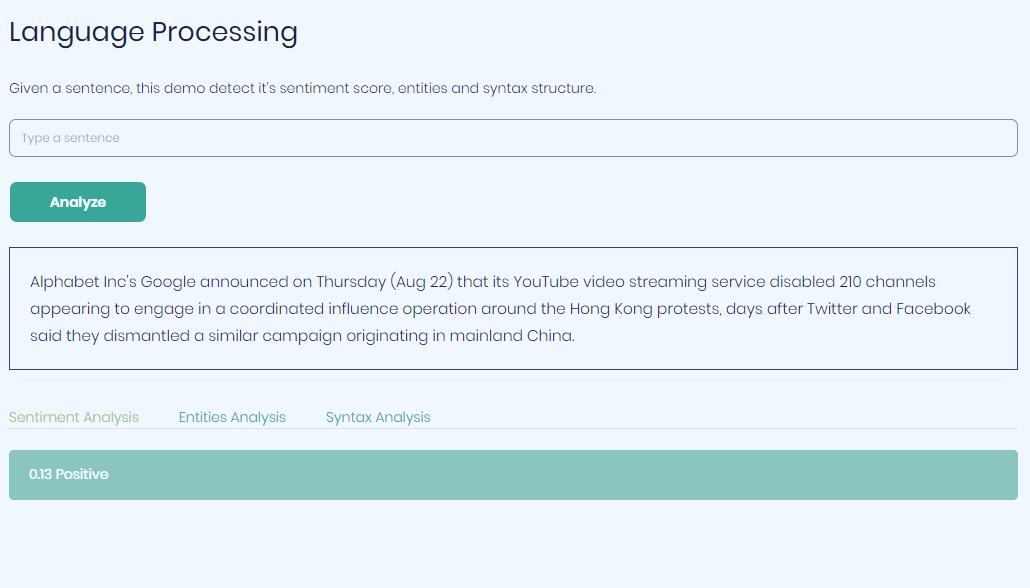 Language Processing
Given a sentence, this demo detect it's sentiment score, entities and syntax structure.
Type a sentence
Analyze
Alphabet Inc's Google announced on Thursday (Aug 22) that its YouTube video streaming service disabled 210 channels
appearing to engage in a coordinated influence operation around the Hong Kong protests, days after Twitter and Facebook
said they dismantled a similar campaign originating in mainland China.
Sentiment Analysis Entities Analysis Syntax Analysis
0.13 Positive